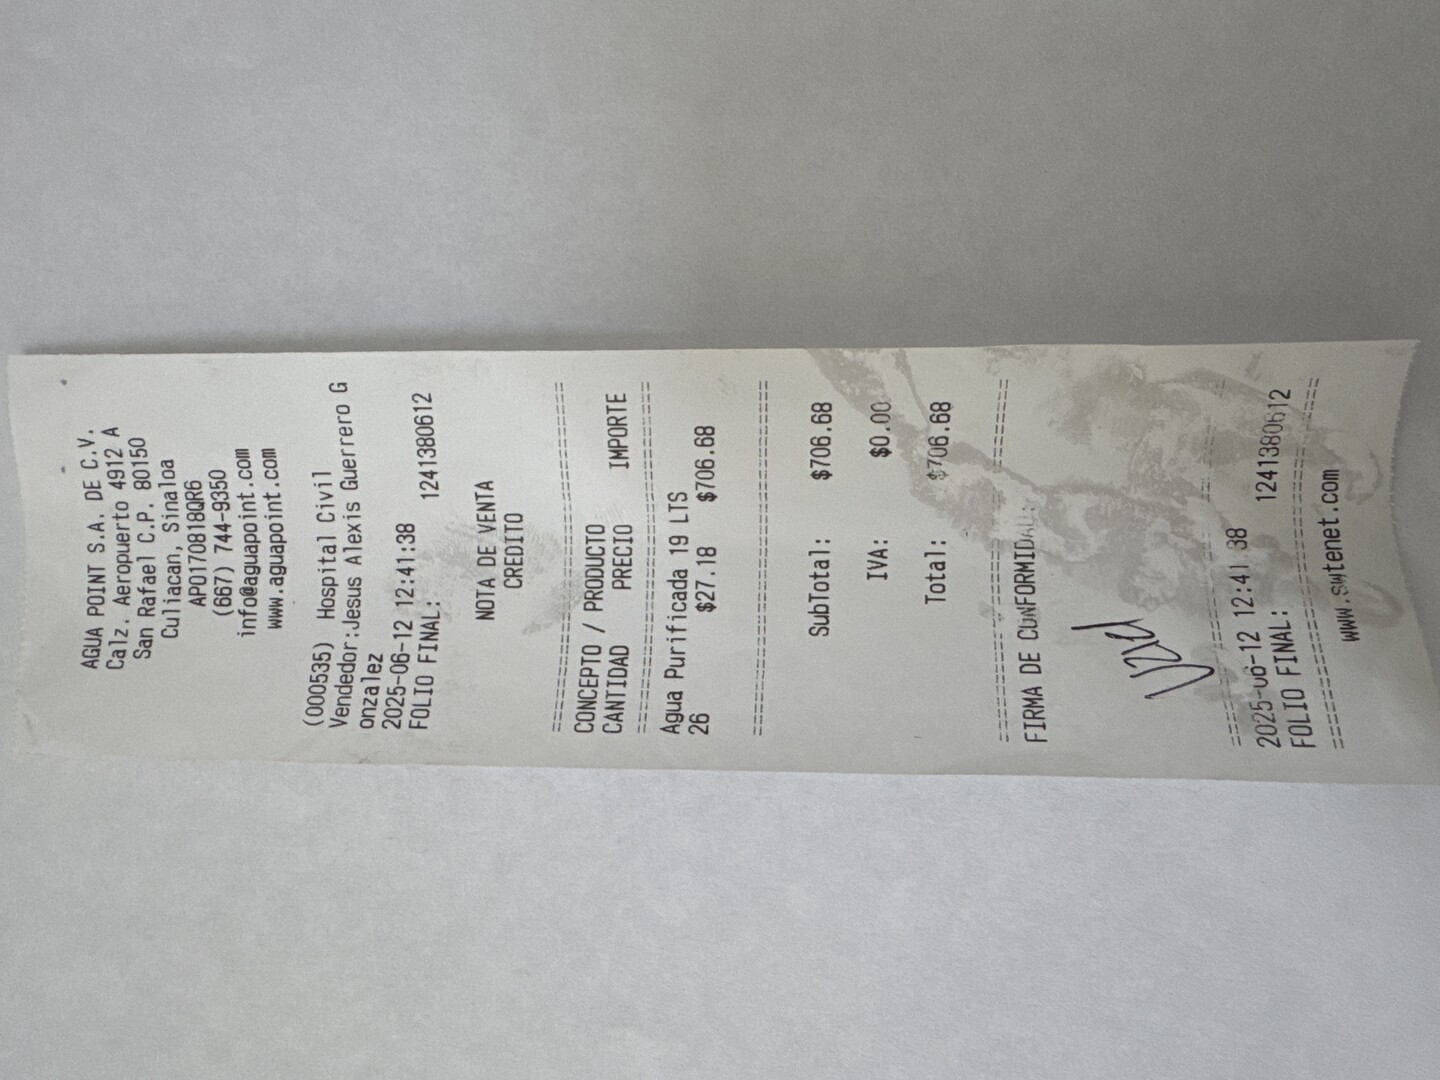 AGUA POINT S.A. DE C.V.
Calz. Aeropuerto 4912 A
San Rafael C.P. 80150
Culiacan, Sinaloa
APO170818QR6
(667) 744-9350
info@aguapoint.com
www.aguapoint.com
(000535) Hospital Civil
Vendedor:Jesus Alexis Guerrero G
onzalez
2025-06-12 12:41:38
FOLIO FINAL: 1241380612
NOTA DE VENTA
CREDITO
================================
CONCEPTO / PRODUCTO
CANTIDAD PRECIO IMPORTE
================================
Agua Purificada 19 LTS
26 $27.18 $706.68
================================
SubTotal: $706.68
IVA: $0.00
Total: $706.68
================================
FIRMA DE CONFORMIDAD:
================================
2025-06-12 12:41:38
FOLIO FINAL: 1241380612
================================
www.swtenet.com